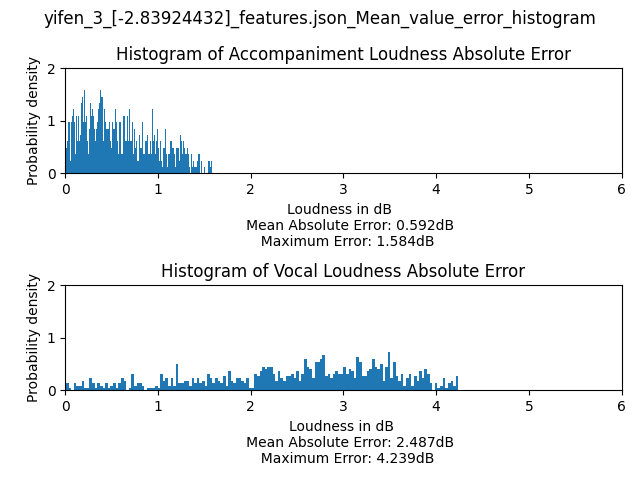 yifen_3_[-2.83924432]_features.json_Mean_value_error_histogram
Histogram of Accompaniment Loudness Absolute Error
Probability density
2
1
0
0 1 2 3 4 5 6
Loudness in dB
Mean Absolute Error: 0.592dB
Maximum Error: 1.584dB
Histogram of Vocal Loudness Absolute Error
Probability density
2
1
0
0 1 2 3 4 5 6
Loudness in dB
Mean Absolute Error: 2.487dB
Maximum Error: 4.239dB